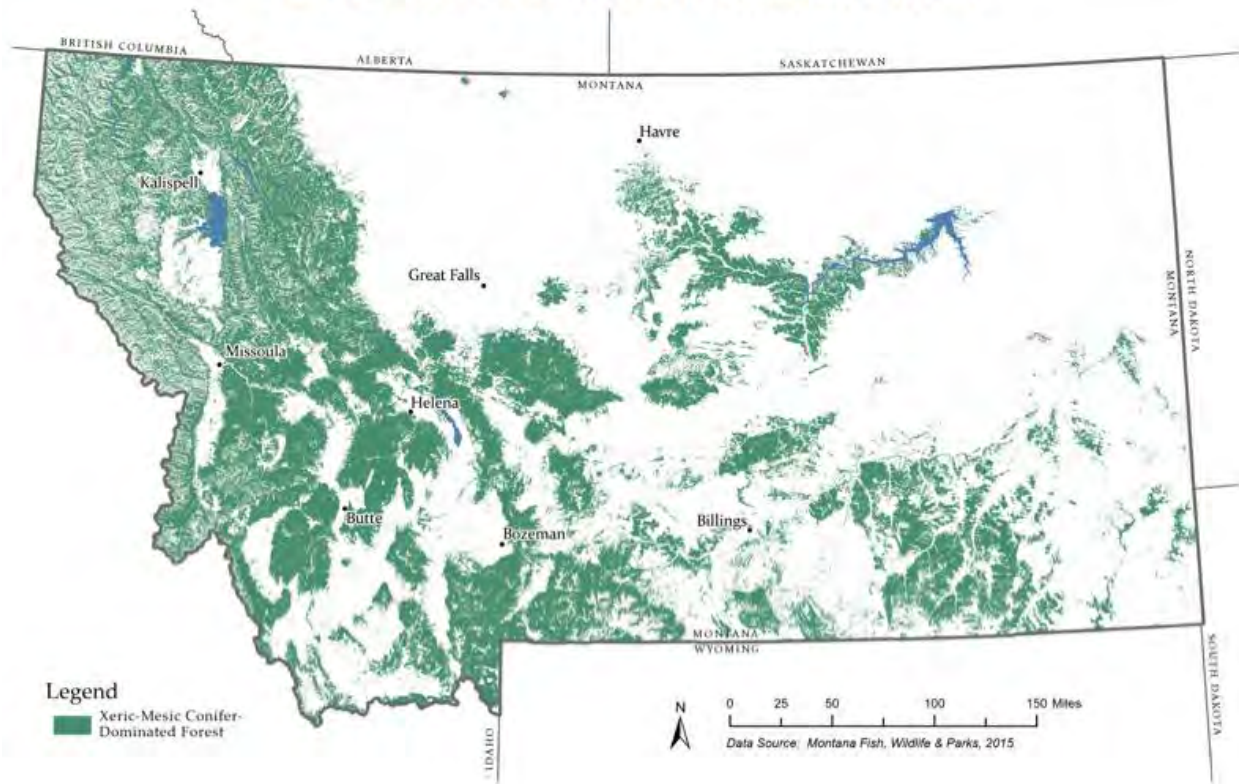 BRITISH COLUMBIA
ALBERTA
SASKATCHEWAN
MONTANA
Havre
Kalispell
Great Falls
MONTANA
NORTH DAKOTA
Missoula
Helena
Butte
Bozeman
Billings
MONTANA
WYOMING
SOUTH DAKOTA
IDAHO
Legend
Xeric-Mesic Conifer-
Dominated Forest
N
0 25 50 100 150 Miles
Data Source: Montana Fish, Wildlife & Parks, 2015